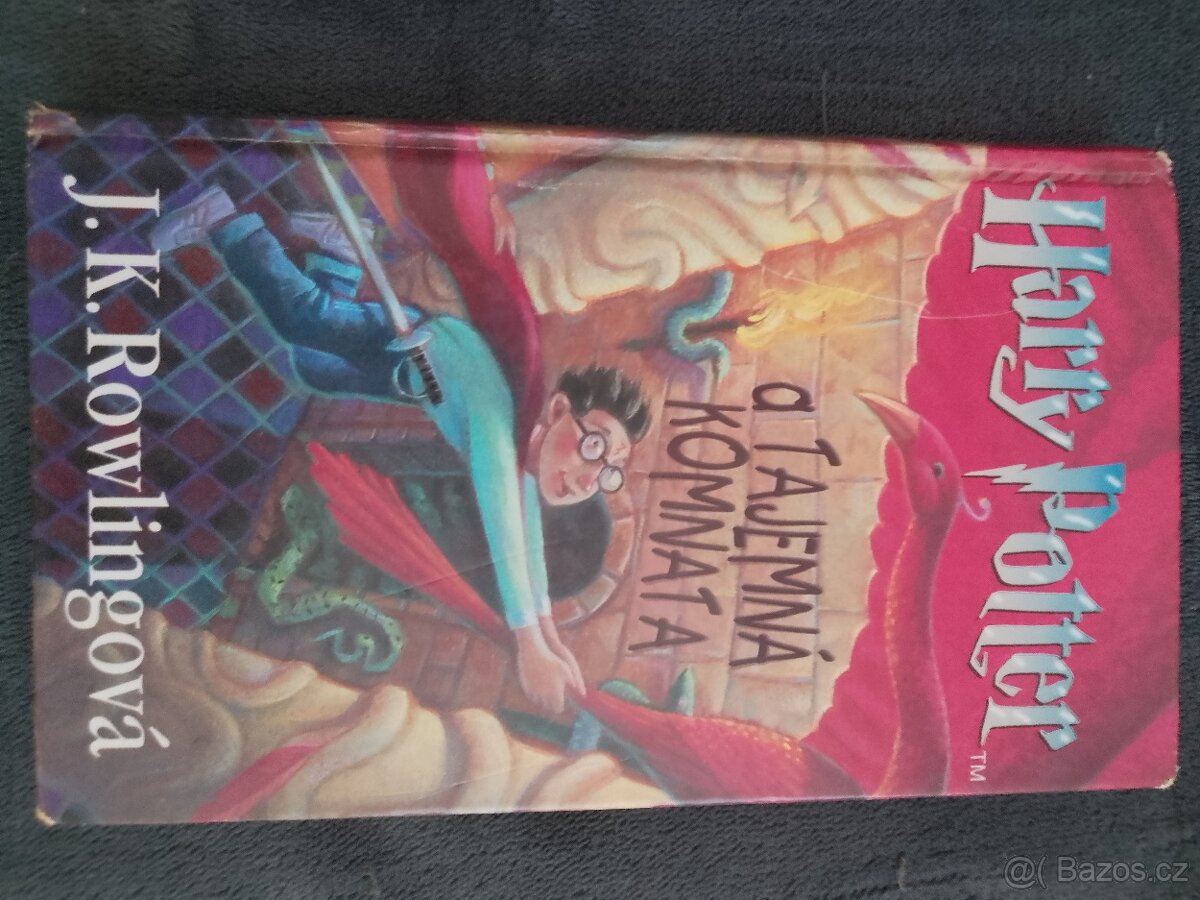 Harry Potter
TM
a TAJEMNÁ
KOMNATA
J. K. Rowlingová
@( Bazos.cz